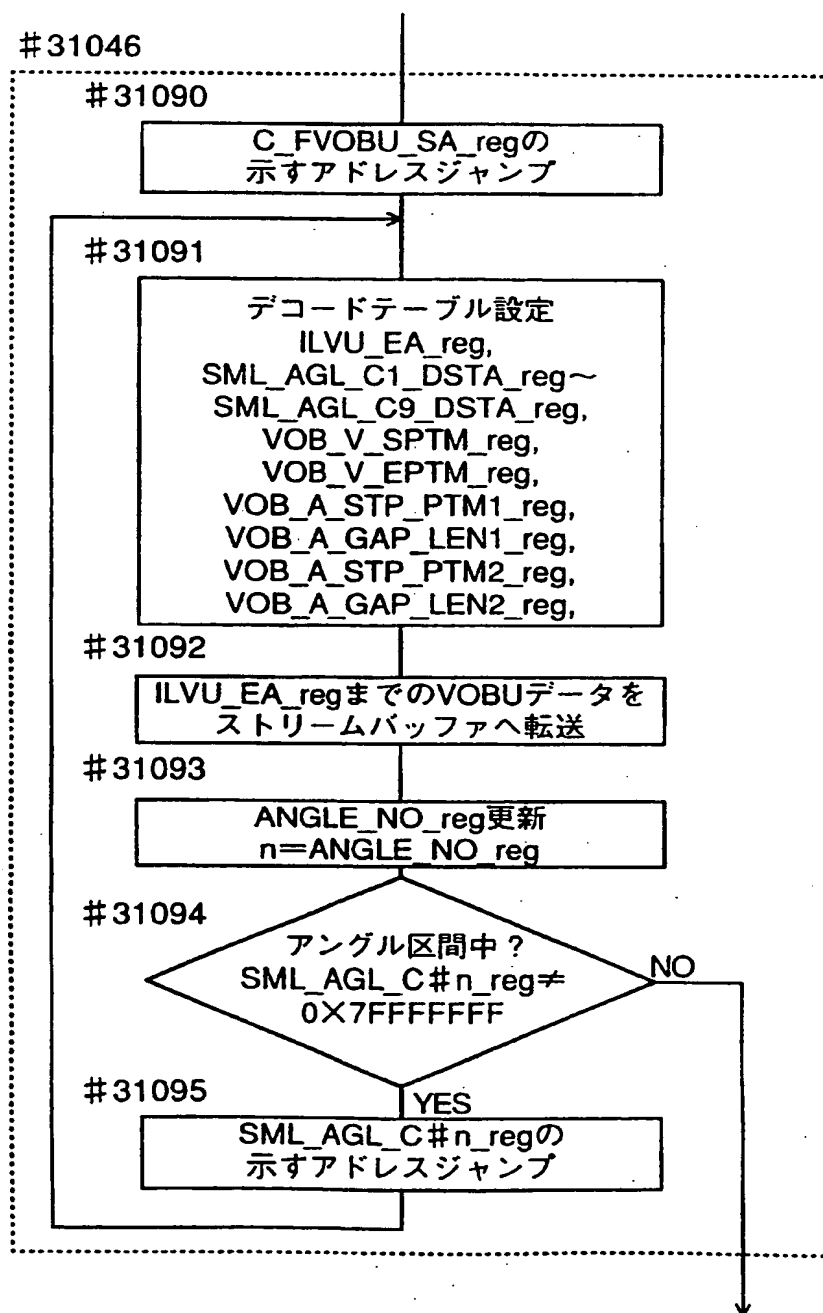 #31046
#31090
C_FVOBU_SA_regの
示すアドレスジャンプ
#31091
デコードテーブル設定
ILVU_EA_reg,
SML_AGL_C1_DSTA_reg~
SML_AGL_C9_DSTA_reg,
VOB_V_SPTM_reg,
VOB_V_EPTM_reg,
VOB_A_STP_PTM1_reg,
VOB_A_GAP_LEN1_reg,
VOB_A_STP_PTM2_reg,
VOB_A_GAP_LEN2_reg,
#31092
ILVU_EA_regまでのVOBUデータを
ストリームバッファへ転送
#31093
ANGLE_NO_reg更新
n=ANGLE_NO_reg
#31094
アングル区間中?
SML_AGL_C#n_reg≠
0×7FFFFFFF
NO
#31095
YES
SML_AGL_C#n_regの
示すアドレスジャンプ